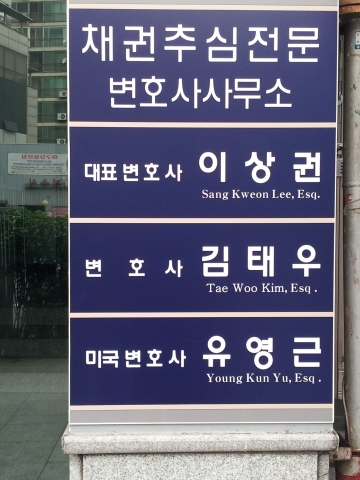 채권추심전문
변호사사무소
대표변호사 이상권
Sang Kweon Lee, Esq.
변호사 김태우
Tae Woo Kim, Esq .
미국변호사 유영근
Young Kun Yu, Esq .